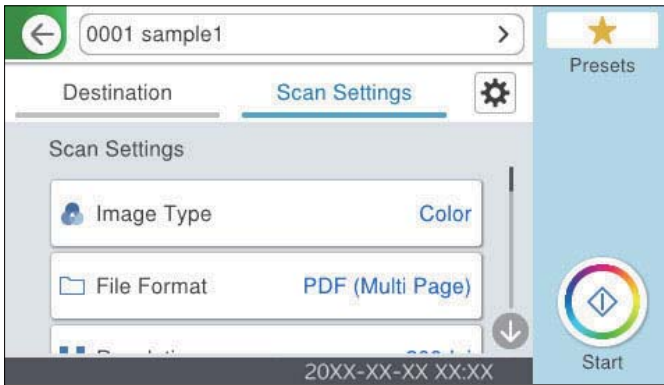 0001 sample1
Presets
Destination
Scan Settings
Scan Settings
Image Type
Color
File Format
PDF (Multi Page)
20XX-XX-XX XX:XX
Start